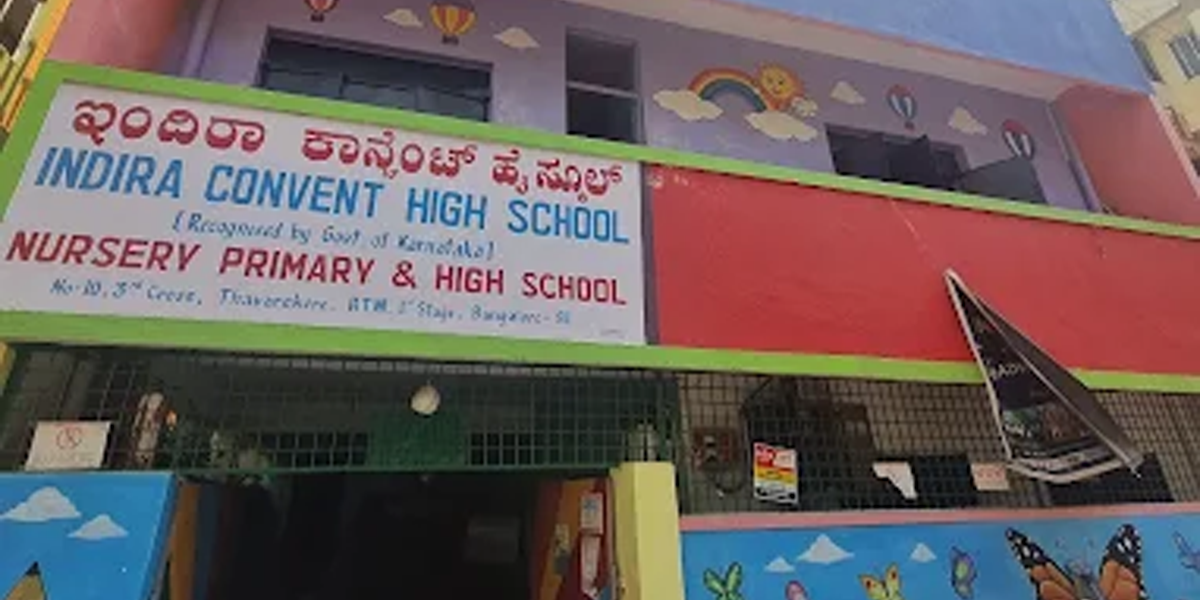 ಇಂದಿರಾ ಕಾನ್ವೆಂಟ್ ಹೈಸ್ಕೂಲ್
INDIRA CONVENT HIGH SCHOOL
(Recognised by Govt. of Karnataka)
NURSERY PRIMARY & HIGH SCHOOL
No-10, 3rd Cross, Thavarekere, BTM, 1st Stage, Bangalore-